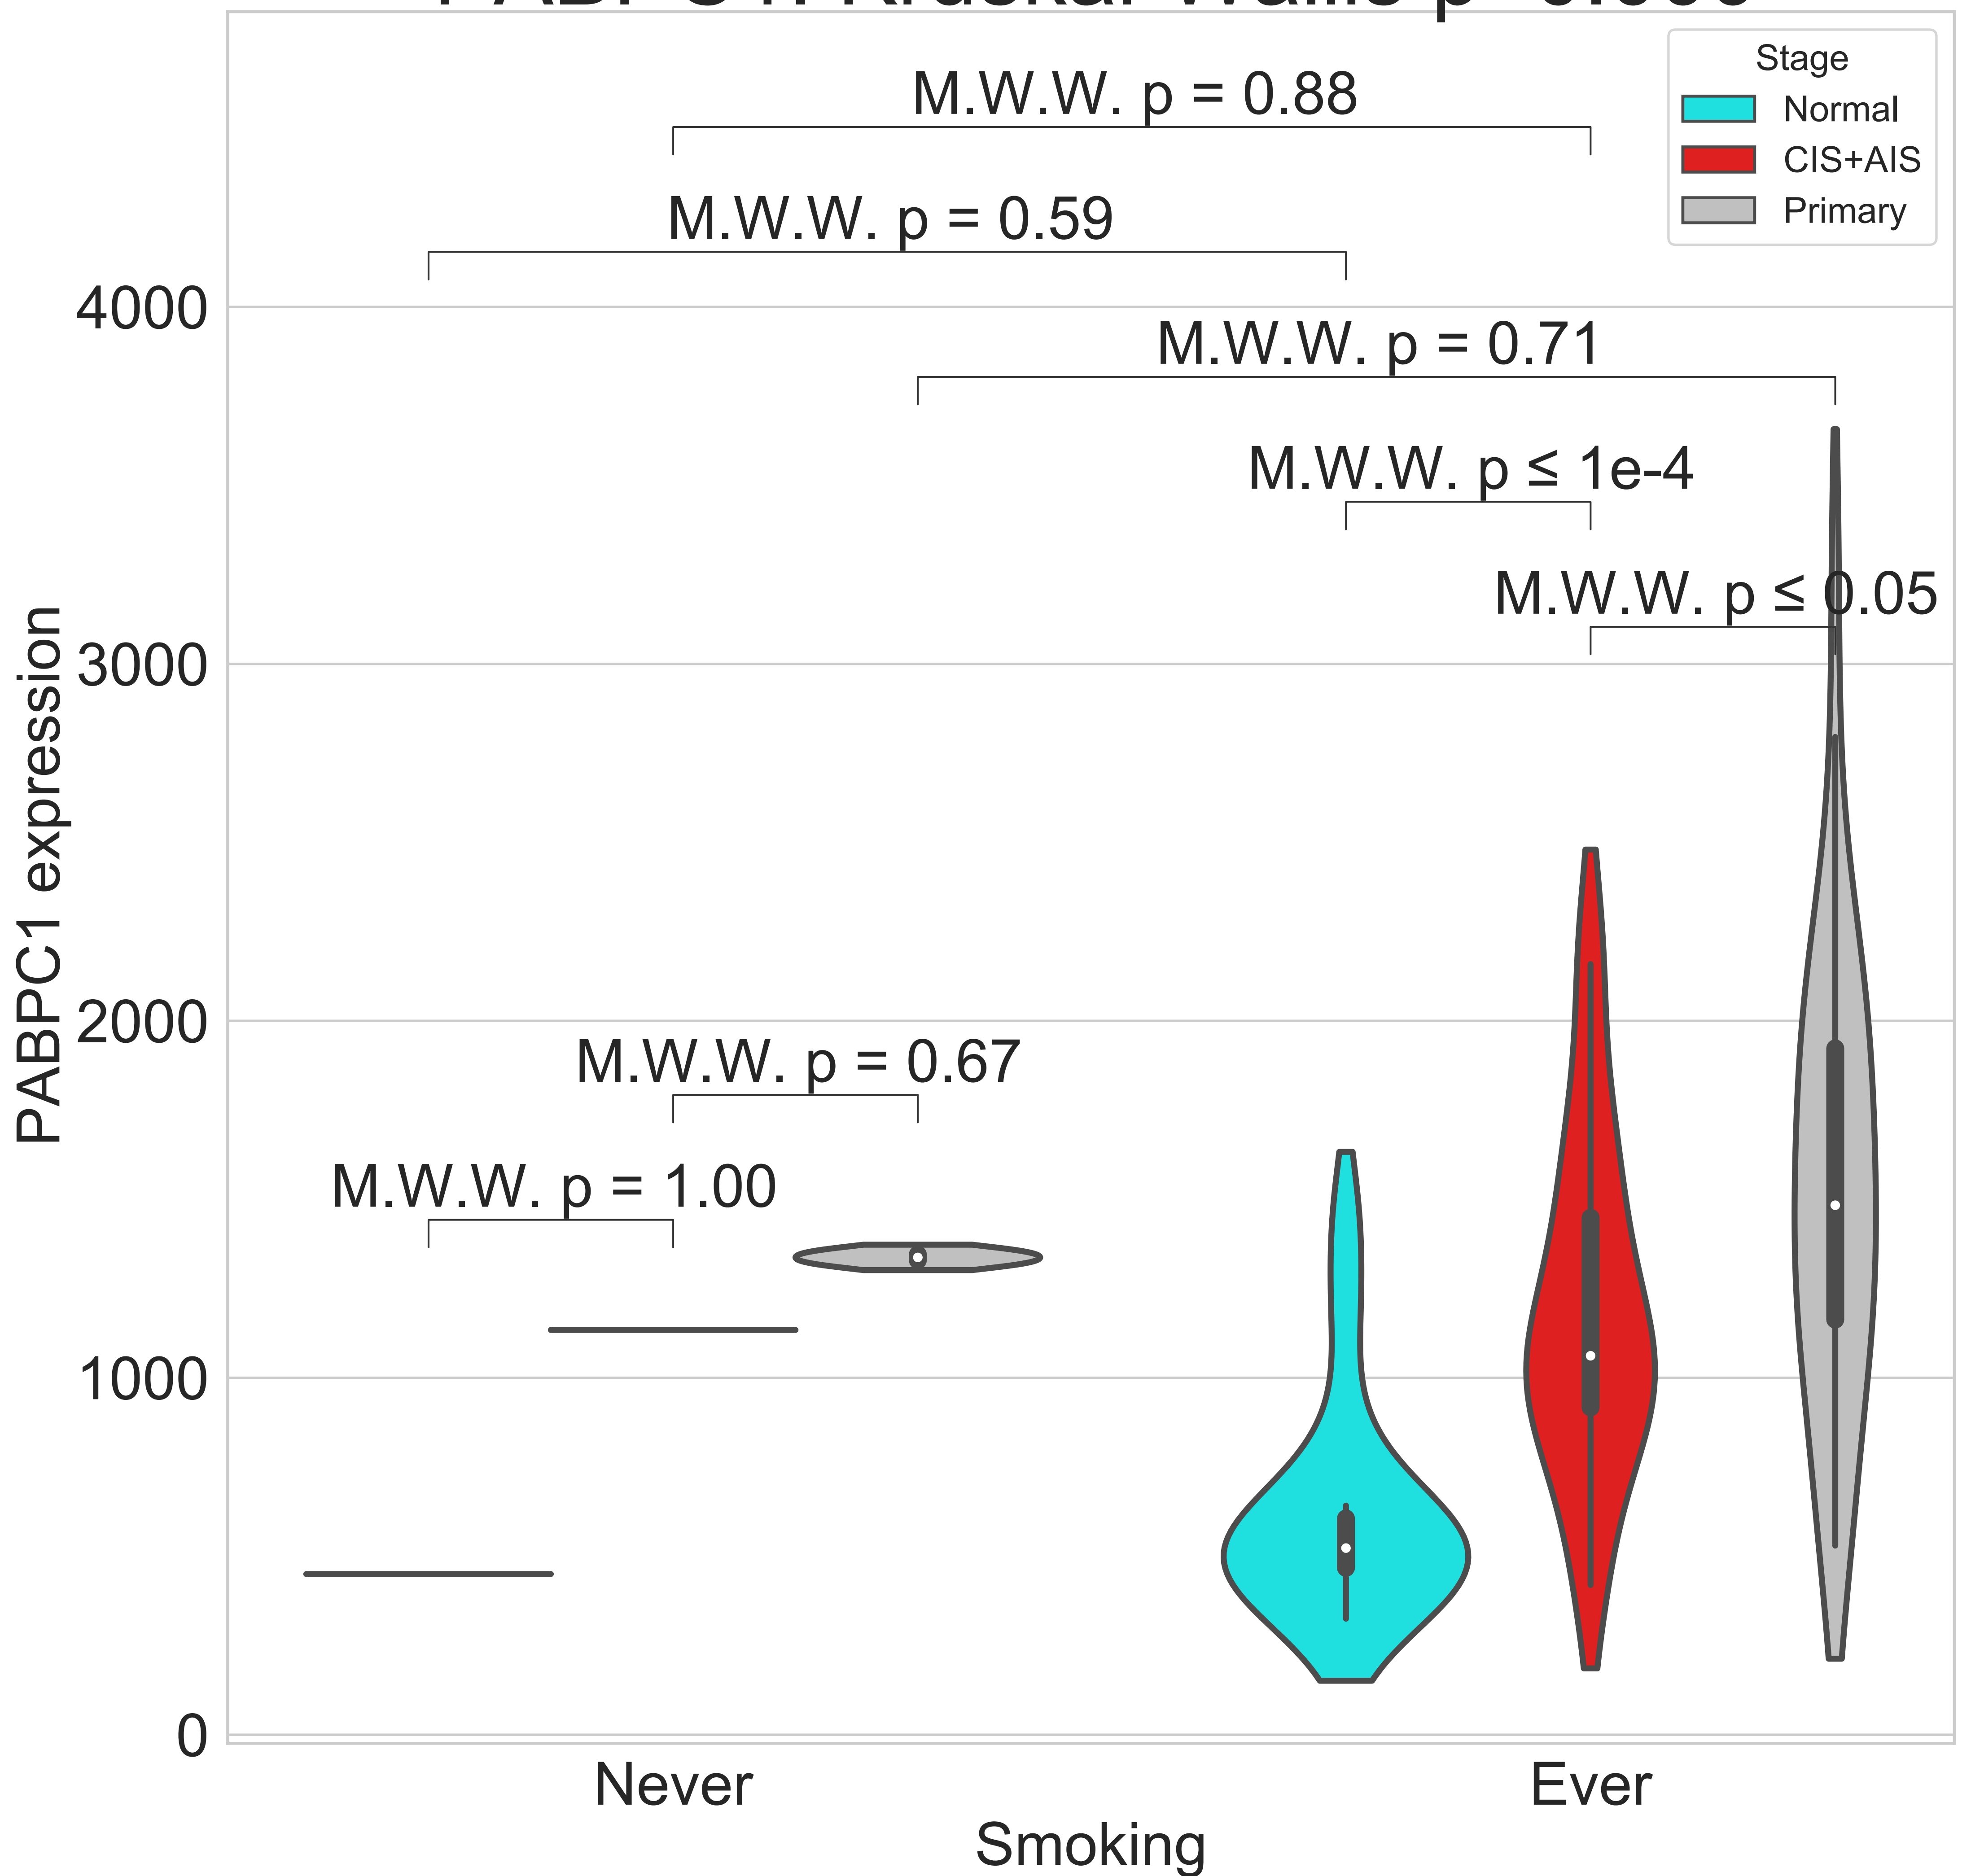 Stage
Normal
CIS+AIS
Primary
M.W.W. p = 0.88
M.W.W. p = 0.59
M.W.W. p = 0.71
M.W.W. p ≤ 1e-4
M.W.W. p ≤ 0.05
M.W.W. p = 0.67
M.W.W. p = 1.00
PABPC1 expression
4000
3000
2000
1000
0
Never
Ever
Smoking